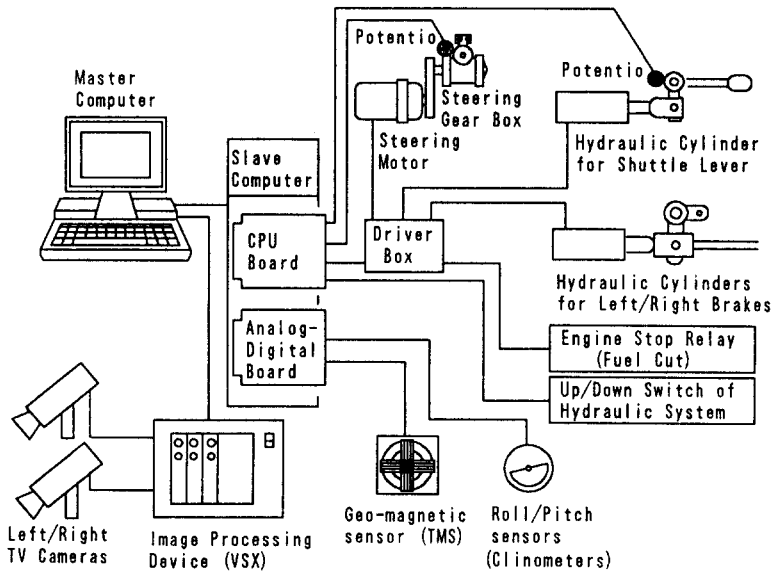 Potentio
Master
Computer
Potentio
Steering
Gear Box
Slave
Computer
Steering
Motor
Hydraulic Cylinder
for Shuttle Lever
CPU
Board
Driver
Box
Hydraulic Cylinders
for Left/Right Brakes
Analog-
Digital
Board
Engine Stop Relay
(Fuel Cut)
Up/Down Switch of
Hydraulic System
Left/Right
TV Cameras
Image Processing
Device (VSX)
Geo-magnetic
sensor (TMS)
Roll/Pitch
sensors
(Clinometers)